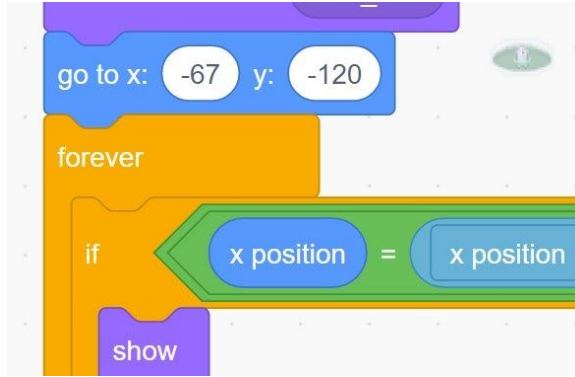 go to x: -67 y: -120
forever
if x position = x position
show